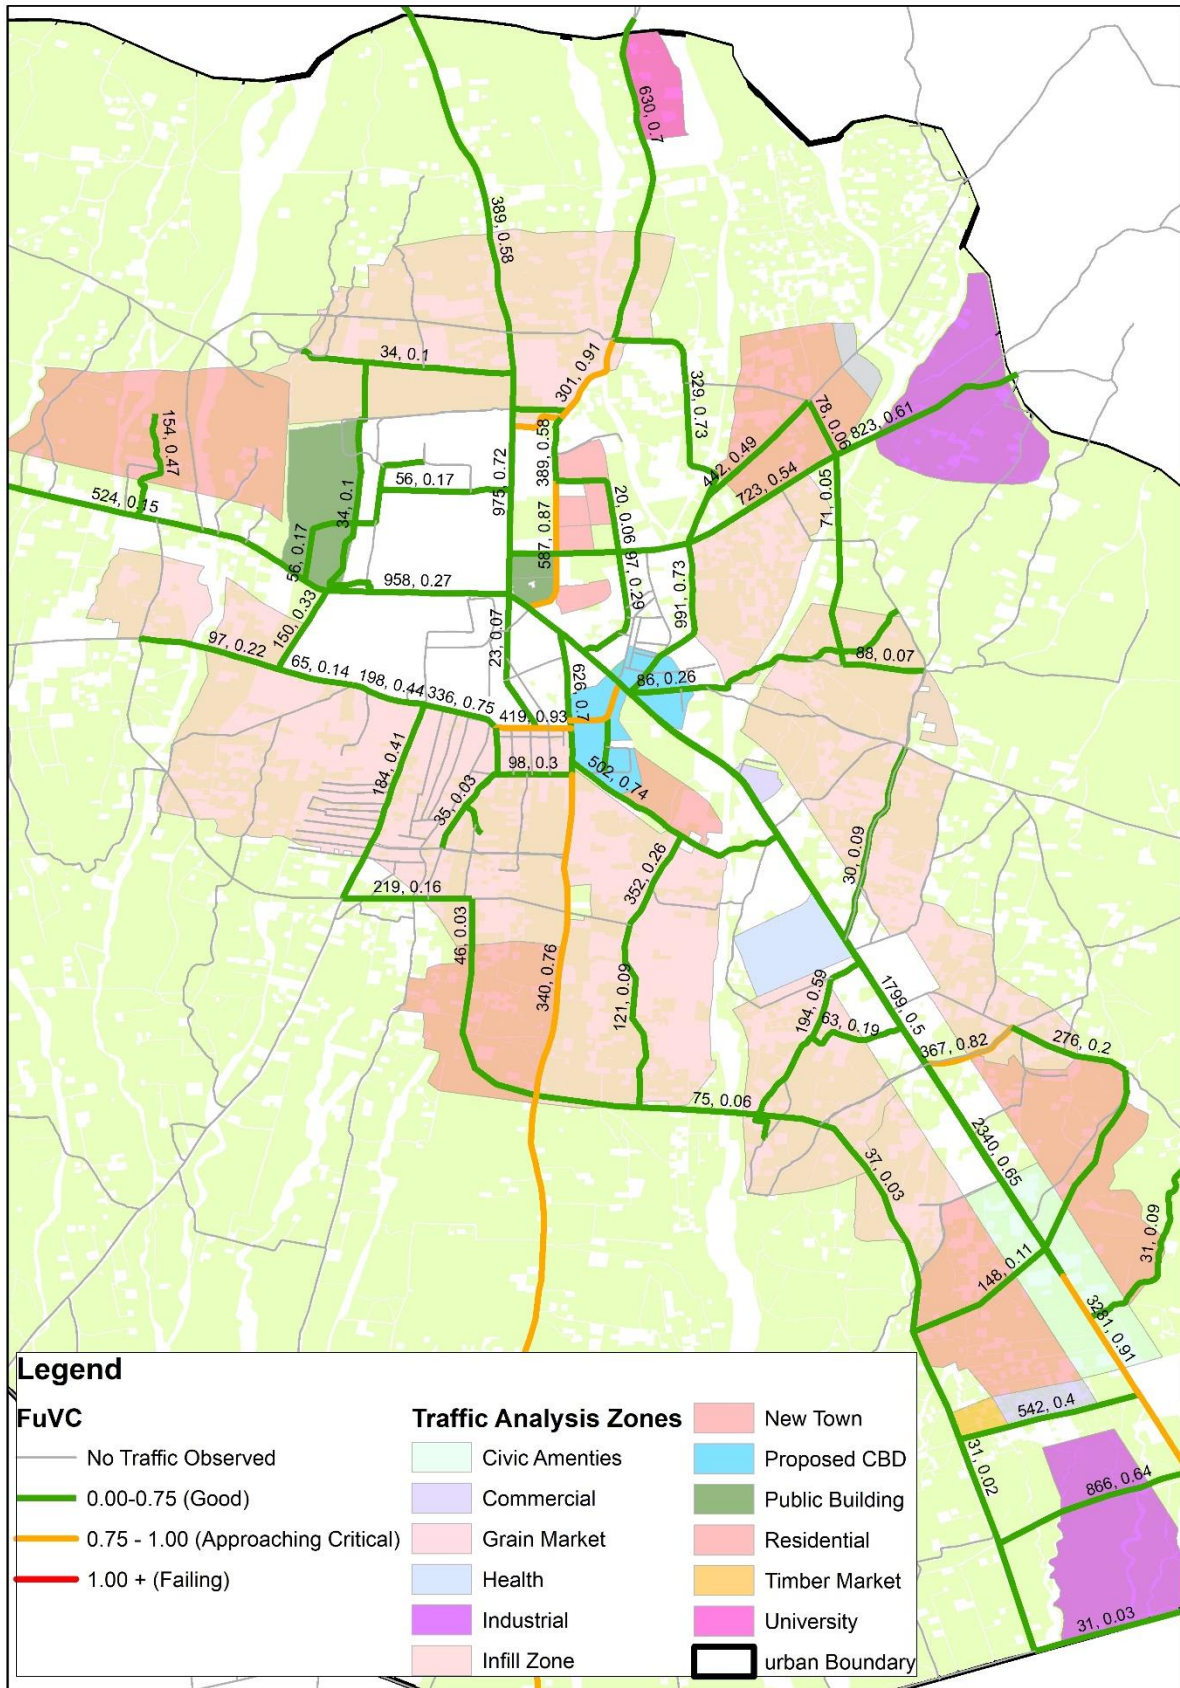 630, 0.7
389, 0.58
34, 0.1
301, 0.91
329, 0.73
78, 0.06
823, 0.61
154, 0.47
389, 0.58
442, 0.49
56, 0.17
975, 0.72
723, 0.54
524, 0.15
34, 0.1
20, 0.06
71, 0.05
587, 0.87
56, 0.17
97, 0.29
991, 0.73
958, 0.27
150, 0.33
97, 0.22
23, 0.07
88, 0.07
65, 0.14
198, 0.44
336, 0.75
626, 0.7
86, 0.26
419, 0.93
184, 0.41
98, 0.3
502, 0.74
35, 0.03
30, 0.09
352, 0.26
219, 0.16
46, 0.03
340, 0.76
121, 0.09
194, 0.59
1799, 0.5
63, 0.19
367, 0.82
276, 0.2
75, 0.06
2340, 0.65
37, 0.03
31, 0.09
148, 0.11
3281, 0.91
542, 0.4
31, 0.02
866, 0.64
31, 0.03
Legend
FuVC
No Traffic Observed
0.00-0.75 (Good)
0.75 - 1.00 (Approaching Critical)
1.00 + (Failing)
Traffic Analysis Zones
Civic Amenties
Commercial
Grain Market
Health
Industrial
Infill Zone
New Town
Proposed CBD
Public Building
Residential
Timber Market
University
urban Boundary